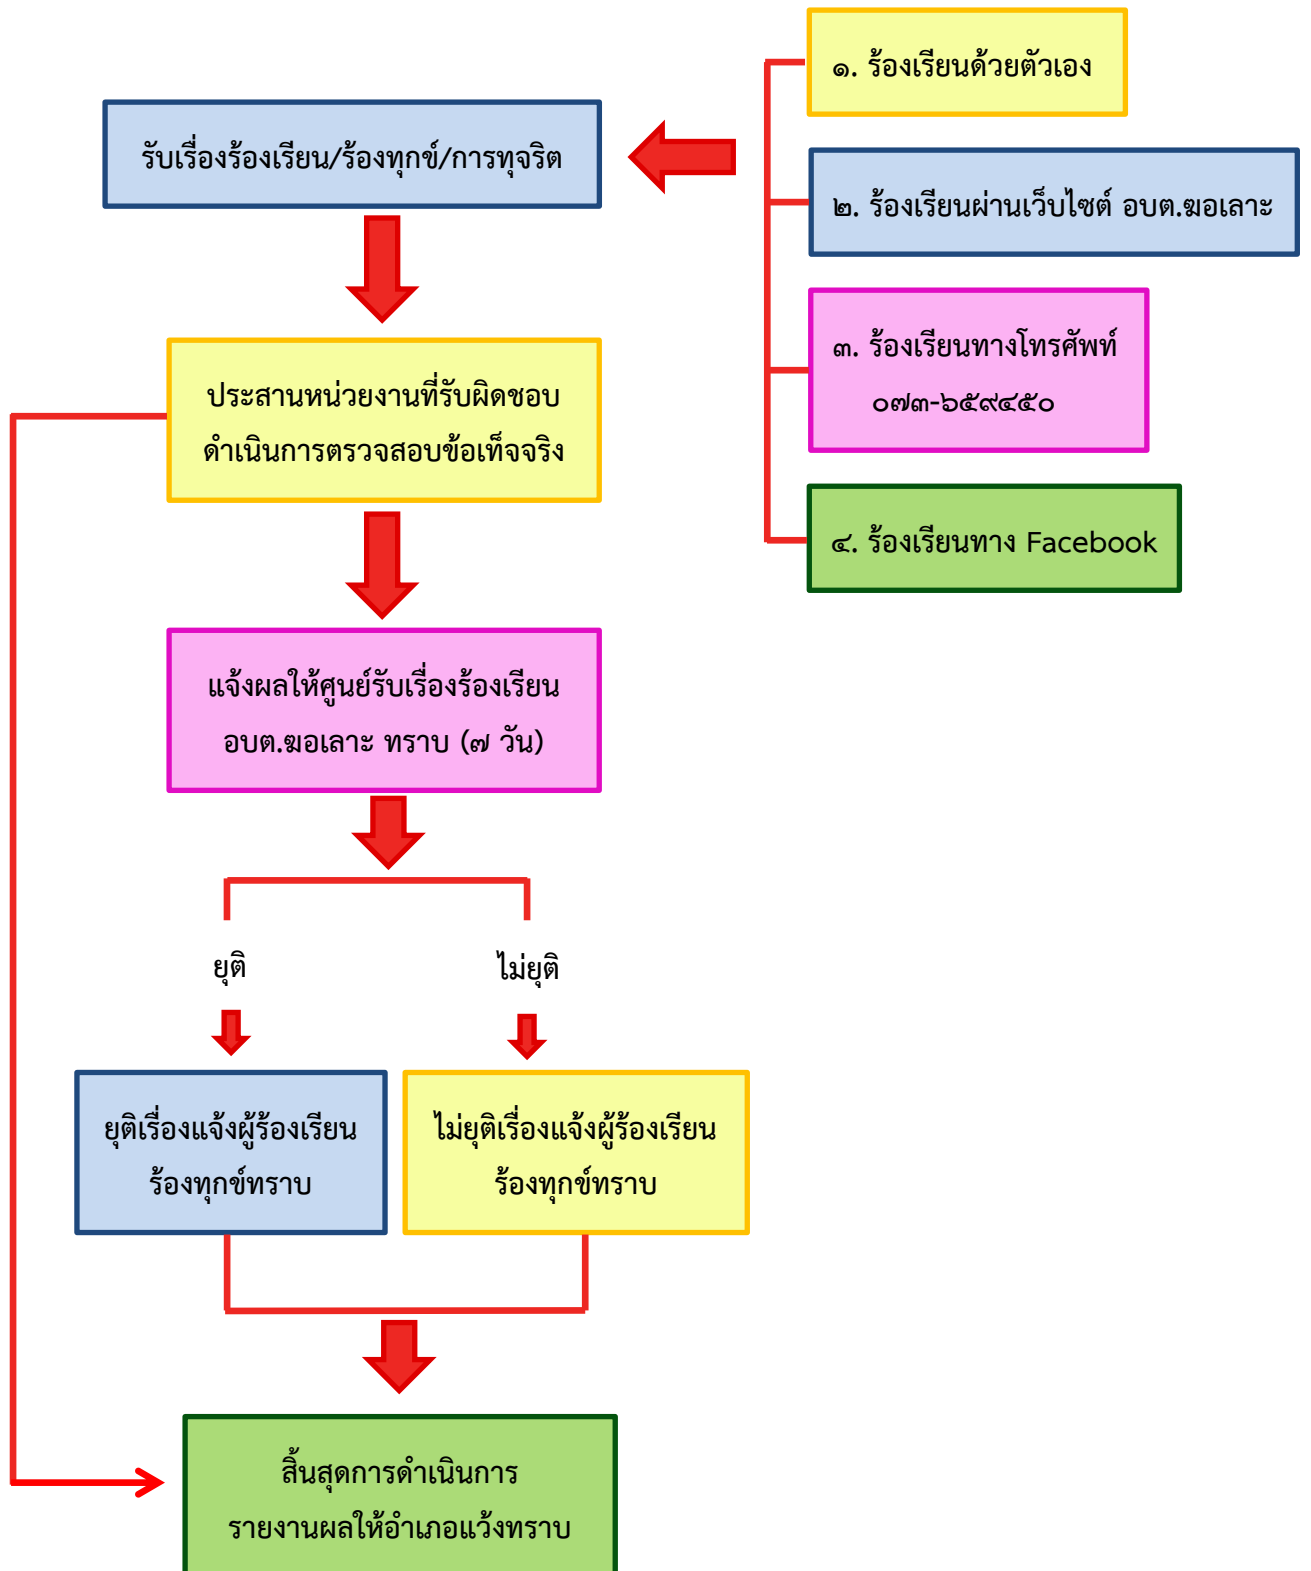 ๑. ร้องเรียนด้วยตัวเอง
รับเรื่องร้องเรียน/ร้องทุกข์/การทุจริต
๒. ร้องเรียนผ่านเว็บไซต์ อบต.ฆอเลาะ
๓. ร้องเรียนทางโทรศัพท์
๐๗๓-๖๕๙๔๕๐
ประสานหน่วยงานที่รับผิดชอบ
ดำเนินการตรวจสอบข้อเท็จจริง
๔. ร้องเรียนทาง Facebook
แจ้งผลให้ศูนย์รับเรื่องร้องเรียน
อบต.ฆอเลาะ ทราบ (๗ วัน)
ยุติ
ไม่ยุติ
ยุติเรื่องแจ้งผู้ร้องเรียน
ร้องทุกข์ทราบ
ไม่ยุติเรื่องแจ้งผู้ร้องเรียน
ร้องทุกข์ทราบ
สิ้นสุดการดำเนินการ
รายงานผลให้อำเภอแว้งทราบ